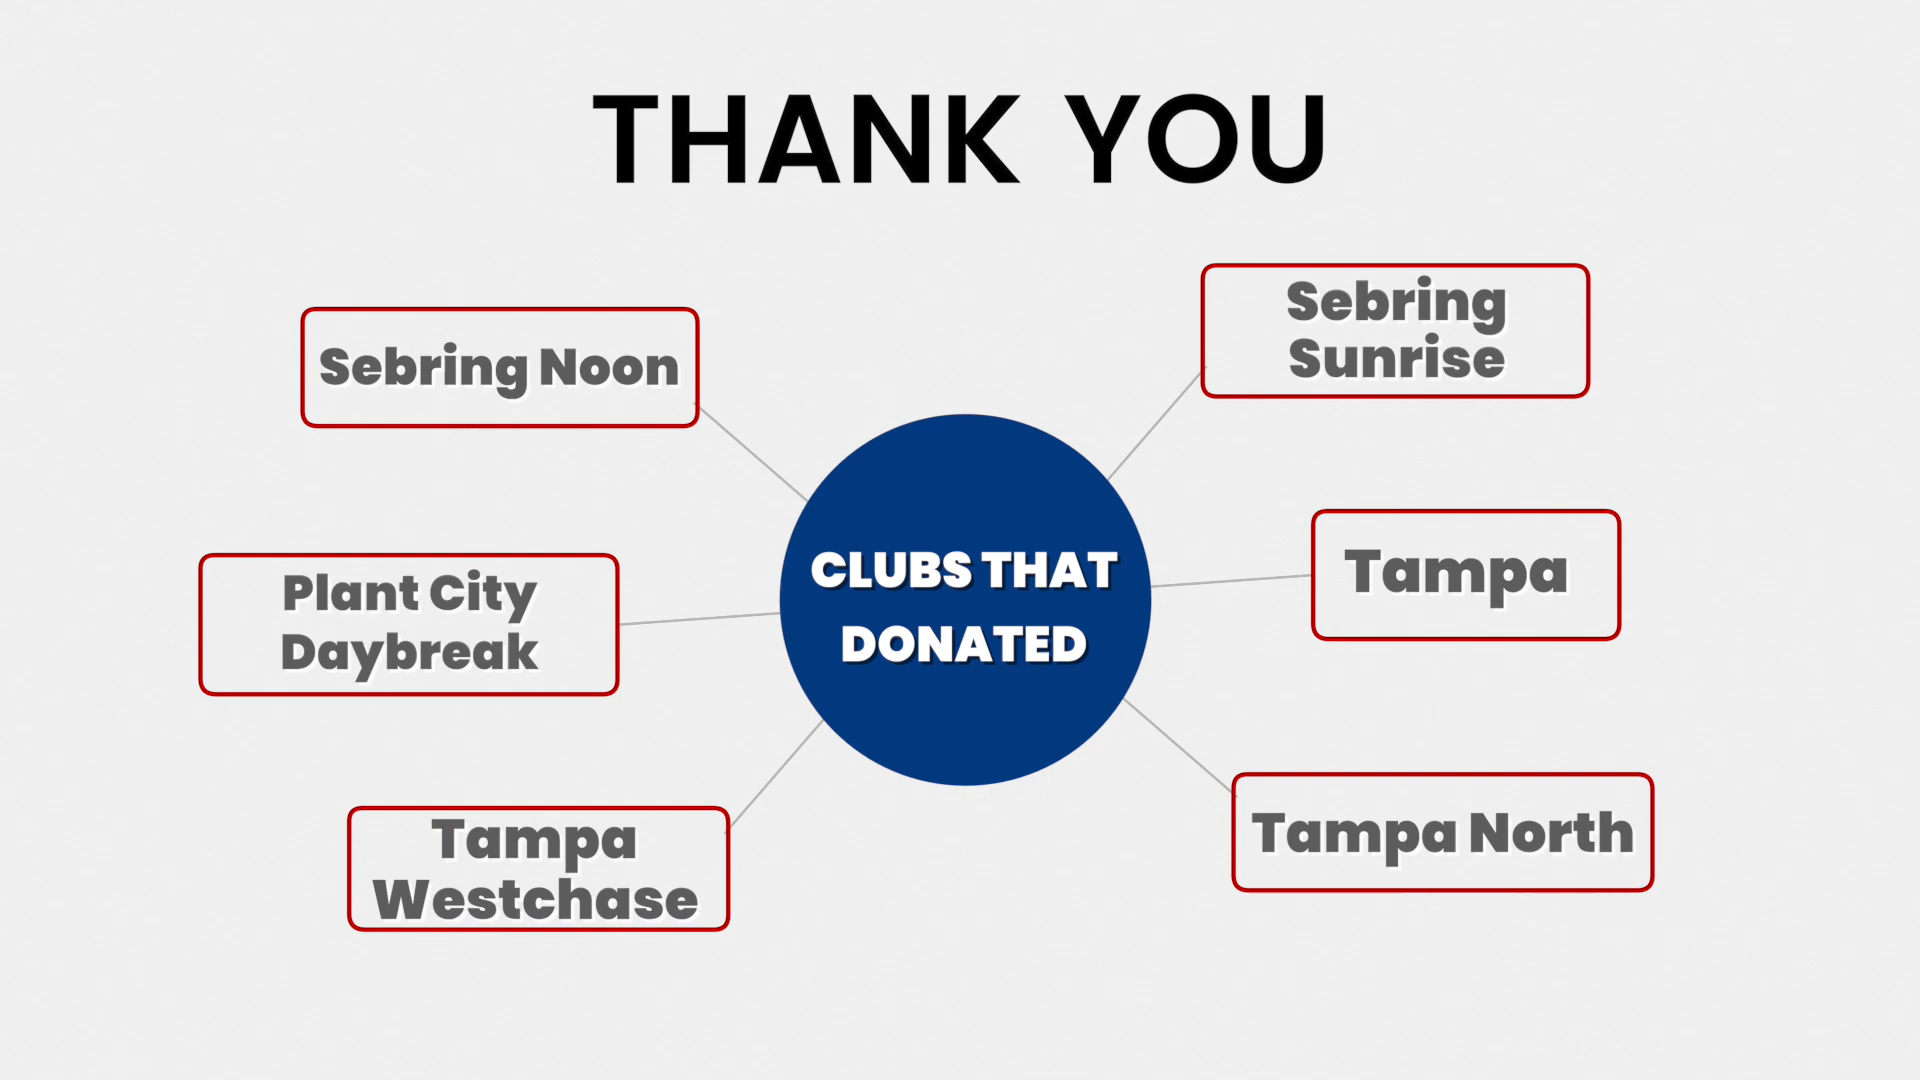 THANK YOU
Sebring Noon
Plant City
Daybreak
Tampa
Westchase
CLUBS THAT
DONATED
Sebring
Sunrise
Tampa
Tampa North